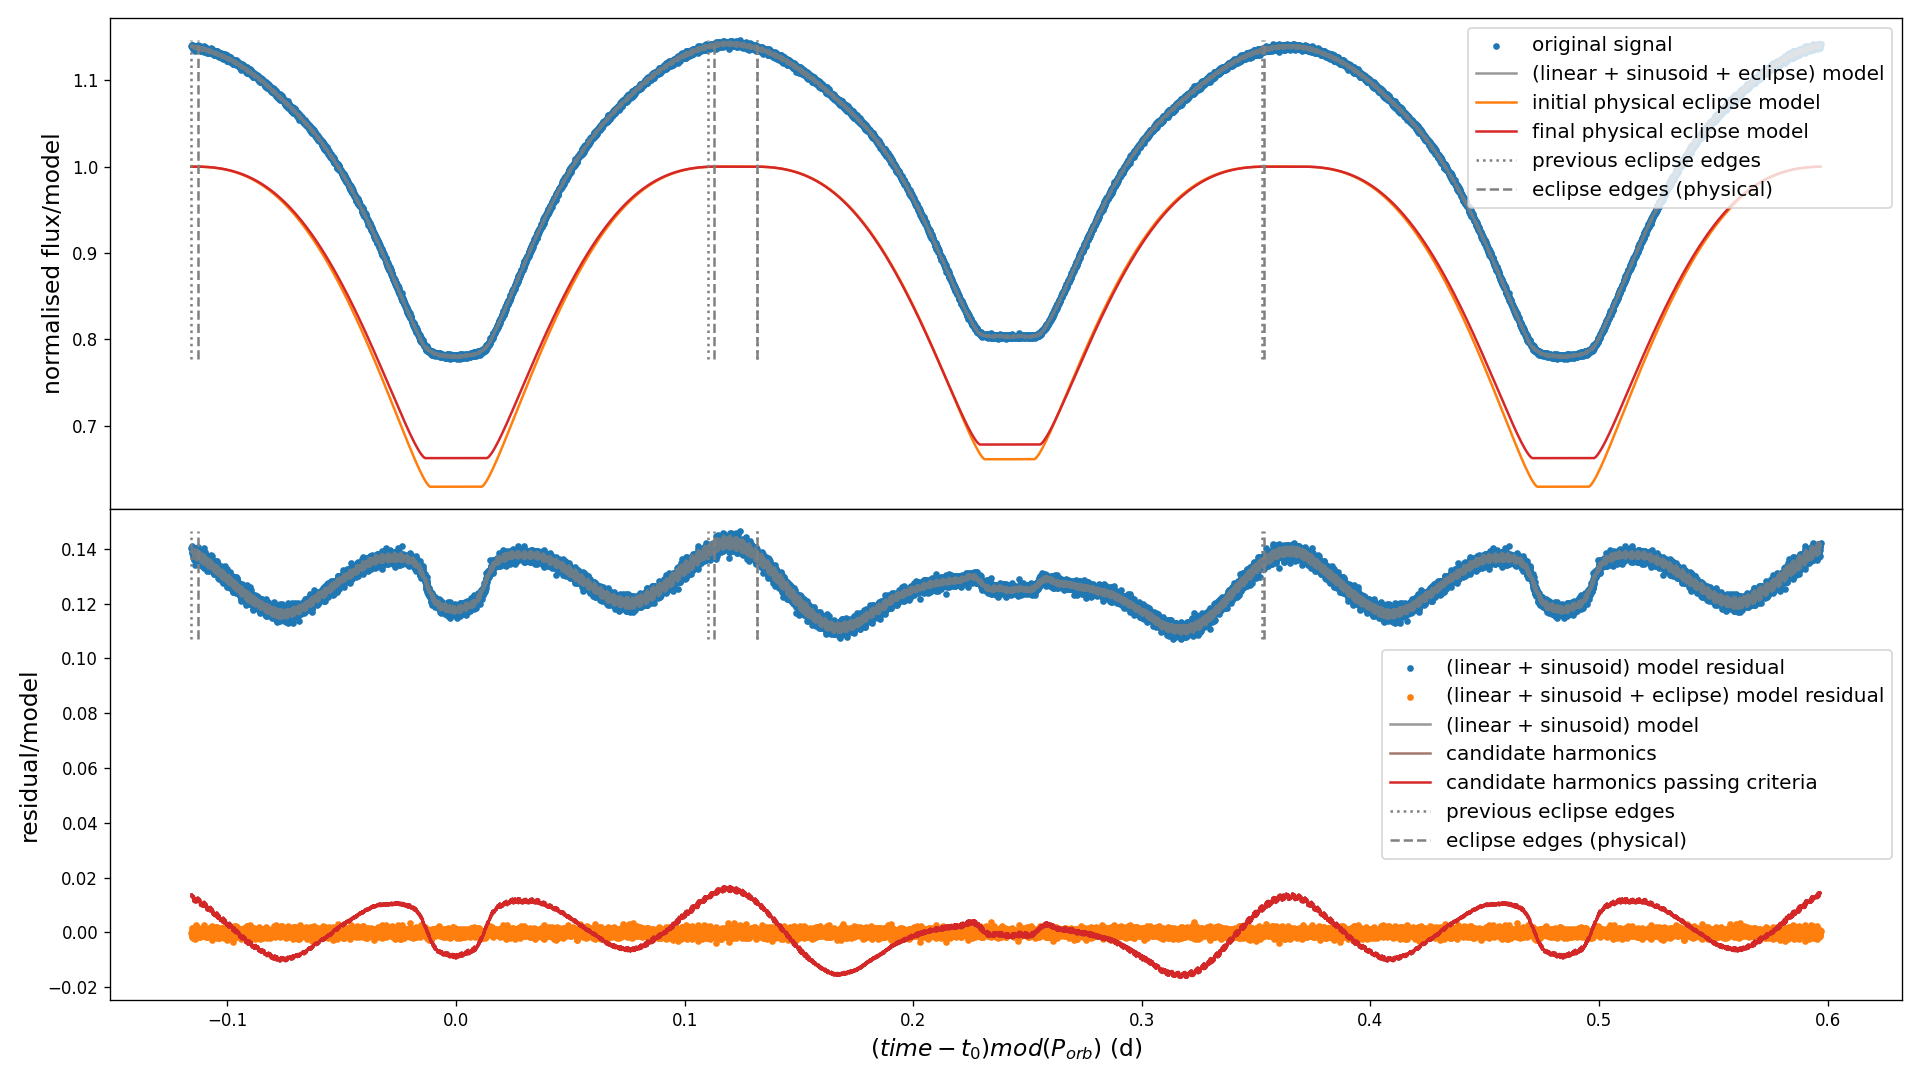 normalised flux/model
1.1
1.0
0.9
0.8
0.7
original signal
(linear + sinusoid + eclipse) model
initial physical eclipse model
final physical eclipse model
previous eclipse edges
eclipse edges (physical)
residual/model
0.14
0.12
0.10
0.08
0.06
0.04
0.02
0.00
−0.02
(linear + sinusoid) model residual
(linear + sinusoid + eclipse) model residual
(linear + sinusoid) model
candidate harmonics
candidate harmonics passing criteria
previous eclipse edges
eclipse edges (physical)
−0.1 0.0 0.1 0.2 0.3 0.4 0.5 0.6
(time − t₀)mod(Pₒᵣb) (d)